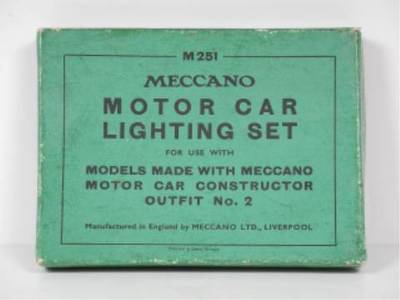 M251
MECCANO
MOTOR CAR
LIGHTING SET
FOR USE WITH
MODELS MADE WITH MECCANO
MOTOR CAR CONSTRUCTOR
OUTFIT No. 2
Manufactured in England by MECCANO LTD., LIVERPOOL